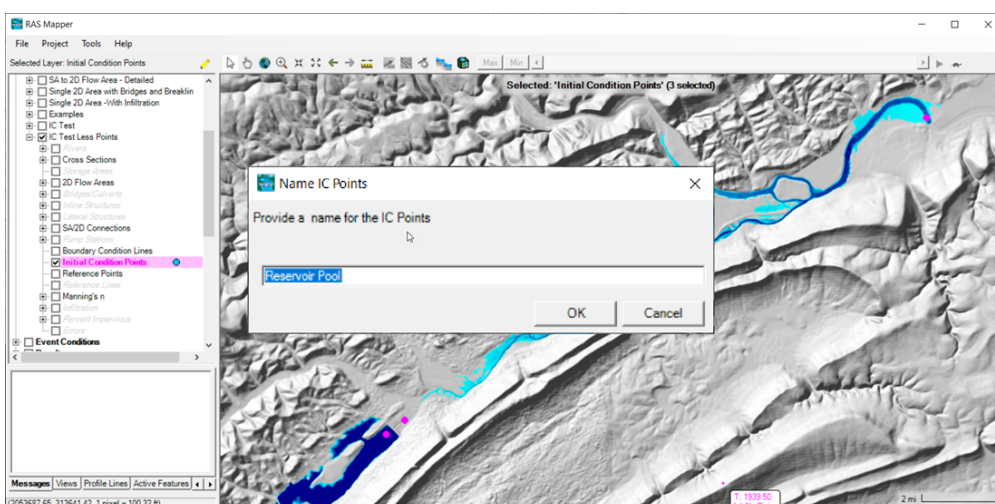 RAS Mapper
File Project Tools Help
Selected Layer: Initial Condition Points
Max Min
SA to 2D Flow Area - Detailed
Single 2D Area with Bridges and Breaklin
Single 2D Area -With Infiltration
Examples
IC Test
IC Test Less Points
Rivers
Cross Sections
Storage Areas
2D Flow Areas
Bridges/Culverts
Inline Structures
Lateral Structures
SA/2D Connections
Pump Stations
Boundary Condition Lines
Initial Condition Points
Reference Points
Reference Lines
Manning's n
Infiltration
Percent Impervious
Errors
Event Conditions
Messages Views Profile Lines Active Features
Selected: 'Initial Condition Points' (3 selected)
Name IC Points
Provide a name for the IC Points
Reservoir Pool
OK Cancel
T: 1939.50
2 mi